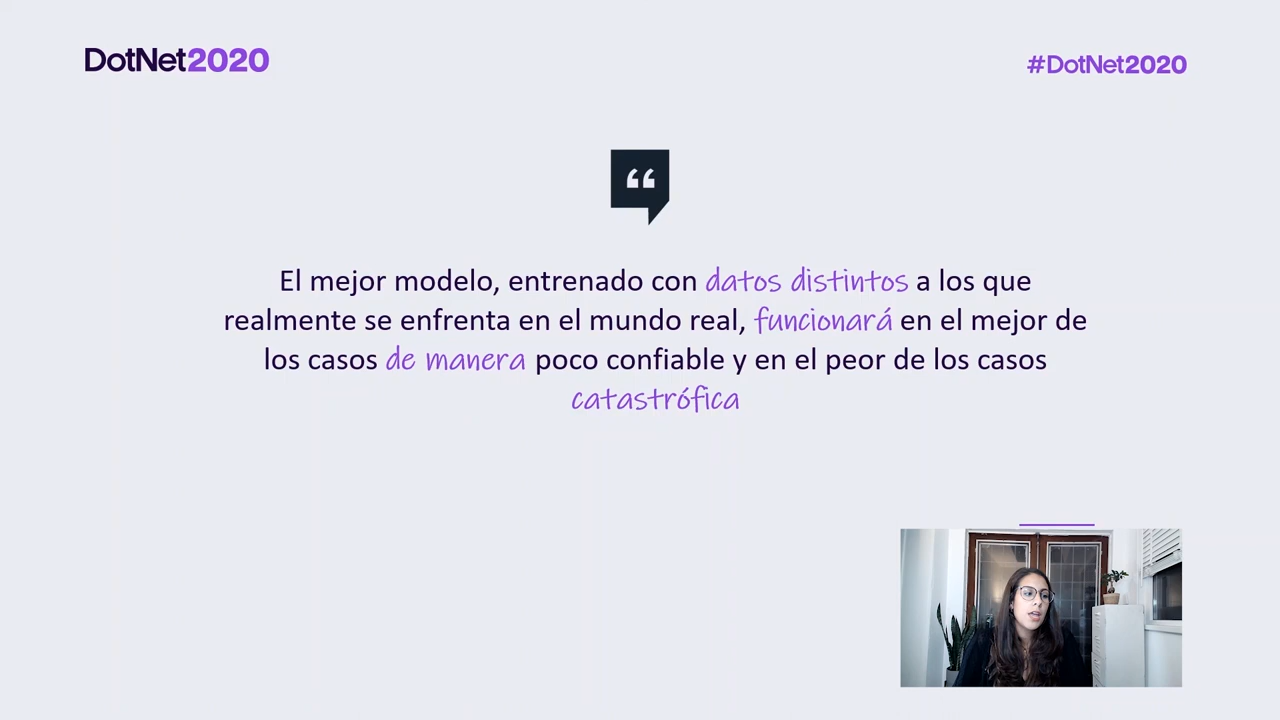 DotNet2020
#DotNet2020
“
El mejor modelo, entrenado con datos distintos a los que
realmente se enfrenta en el mundo real, funcionará en el mejor de
los casos de manera poco confiable y en el peor de los casos
catastrófica